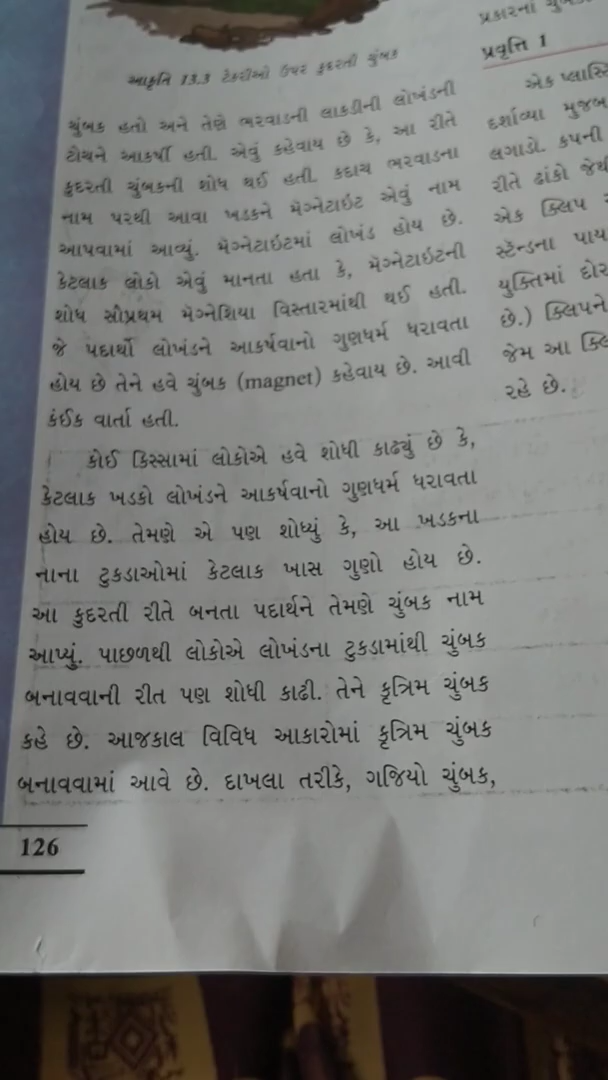 આકૃતિ 13.3 ટેકરીઓ ઉપર કુદરતી ચુંબક
ચુંબક હતો અને તેણે ભરવાડની લાકડીની લોખંડની
ટોચને આકર્ષી હતી. એવું કહેવાય છે કે, આ રીતે
કુદરતી ચુંબકની શોધ થઈ હતી. કદાચ ભરવાડના
નામ પરથી આવા ખડકને મૅગ્નેટાઇટ એવું નામ
આપવામાં આવ્યું. મૅગ્નેટાઇટમાં લોખંડ હોય છે.
કેટલાક લોકો એવું માનતા હતા કે, મૅગ્નેટાઇટની
શોધ સૌપ્રથમ મૅગ્નેશિયા વિસ્તારમાંથી થઈ હતી.
જે પદાર્થો લોખંડને આકર્ષવાનો ગુણધર્મ ધરાવતા
હોય છે તેને હવે ચુંબક (magnet) કહેવાય છે. આવી
કંઈક વાર્તા હતી.
કોઈ કિસ્સામાં લોકોએ હવે શોધી કાઢ્યું છે કે,
કેટલાક ખડકો લોખંડને આકર્ષવાનો ગુણધર્મ ધરાવતા
હોય છે. તેમણે એ પણ શોધ્યું કે, આ ખડકના
નાના ટુકડાઓમાં કેટલાક ખાસ ગુણો હોય છે.
આ કુદરતી રીતે બનતા પદાર્થને તેમણે ચુંબક નામ
આપ્યું. પાછળથી લોકોએ લોખંડના ટુકડામાંથી ચુંબક
બનાવવાની રીત પણ શોધી કાઢી. તેને કૃત્રિમ ચુંબક
કહે છે. આજકાલ વિવિધ આકારોમાં કૃત્રિમ ચુંબક
બનાવવામાં આવે છે. દાખલા તરીકે, ગજિયો ચુંબક,
126
પ્રકારનાં
પ્રવૃત્તિ 1
એક
દર્શાવ્યા મુજબ
લગાડો. કપની
રીતે ઢાંકો
એક ક્લિપ
સ્ટૅન્ડના
યુક્તિમાં
છે.) ક્લિપને
જેમ આ
રહે છે.